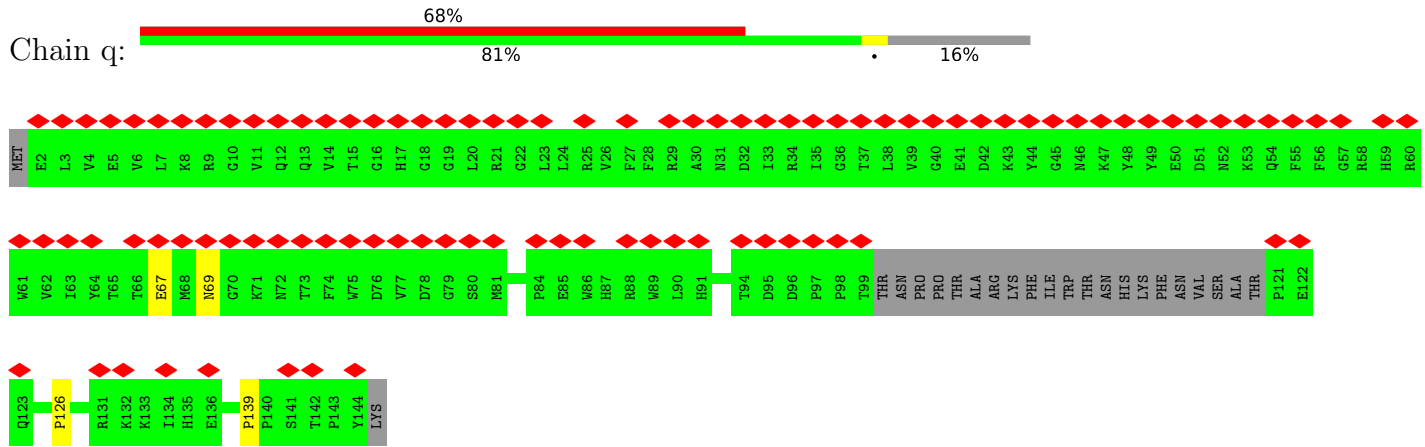 68%
Chain q:
81%
•
16%
MET E2 L3 V4 E5 V6 L7 K8 R9 G10 V11 Q12 Q13 V14 T15 G16 H17 G18 G19 L20 R21 G22 L23 L24 R25 V26 F27 F28 R29 A30 N31 D32 I33 R34 I35 G36 T37 L38 V39 G40 E41 D42 K43 Y44 G45 N46 K47 Y48 Y49 E50 D51 N52 K53 Q54 F55 F56 G57 R58 H59 R60
W61 V62 I63 Y64 T65 T66 E67 M68 N69 G70 K71 N72 T73 F74 W75 D76 V77 D78 G79 S80 M81 P84 E85 W86 H87 R88 W89 L90 H91 T94 D95 D96 P97 P98 T99 THR ASN PRO PRO THR ALA ARG LYS PHE ILE TRP THR ASN HIS LYS PHE ASN VAL SER ALA THR P121 E122
Q123 P126 R131 K132 K133 I134 H135 E136 P139 P140 S141 T142 P143 Y144 LYS